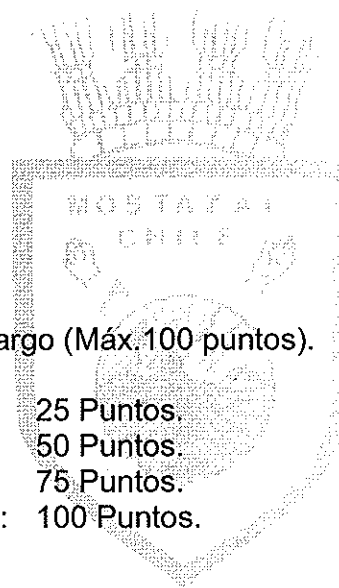 MOSTAZAL
CHILE
argo (Máx.100 puntos).
25 Puntos.
50 Puntos.
75 Puntos.
: 100 Puntos.